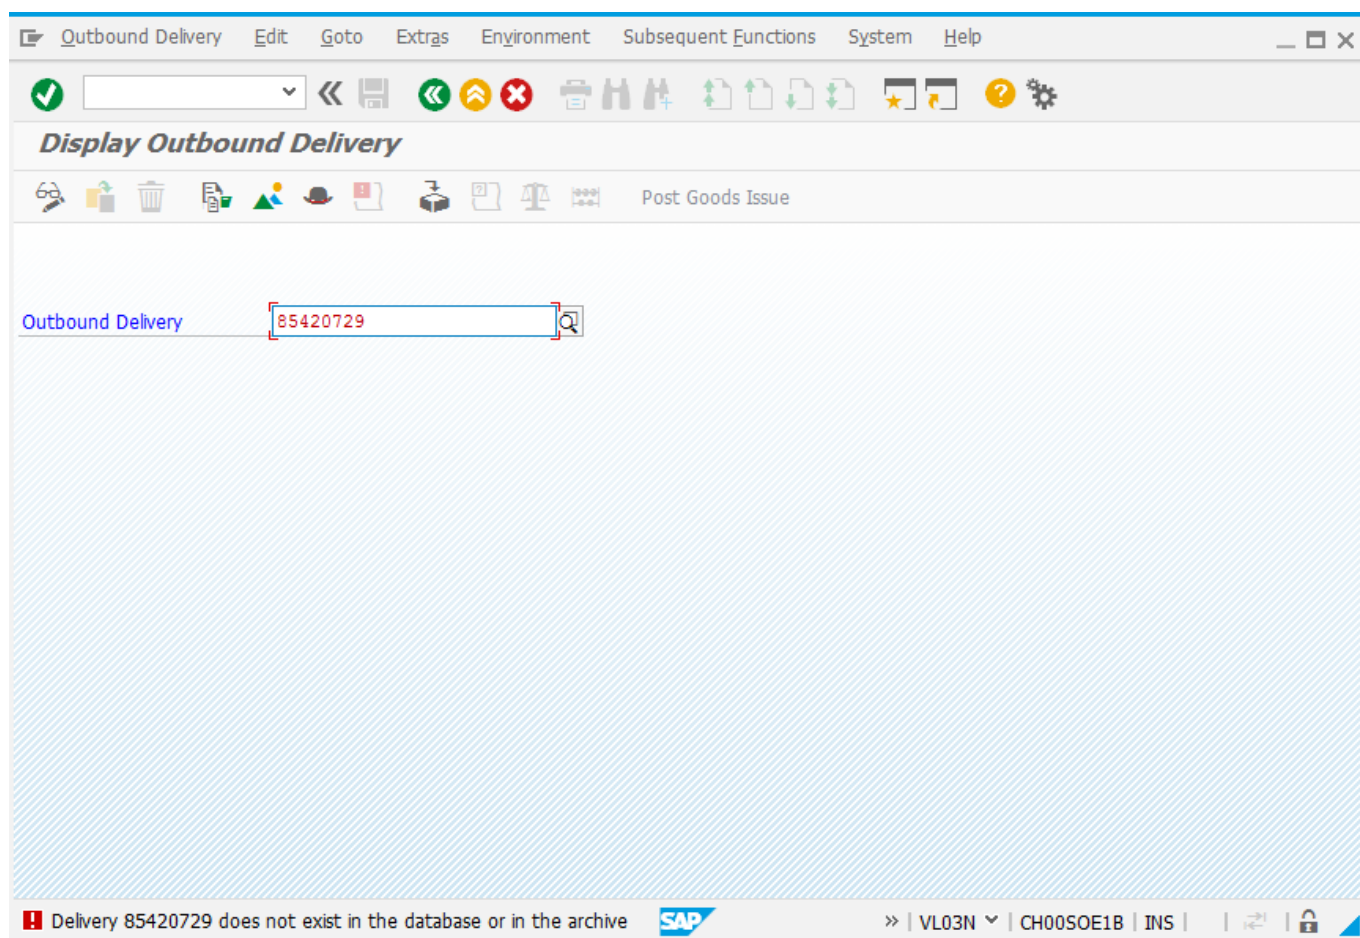 Outbound Delivery Edit Goto Extras Environment Subsequent Functions System Help
Display Outbound Delivery
Post Goods Issue
Outbound Delivery 85420729
Delivery 85420729 does not exist in the database or in the archive SAP » | VL03N | CH00SOE1B | INS |